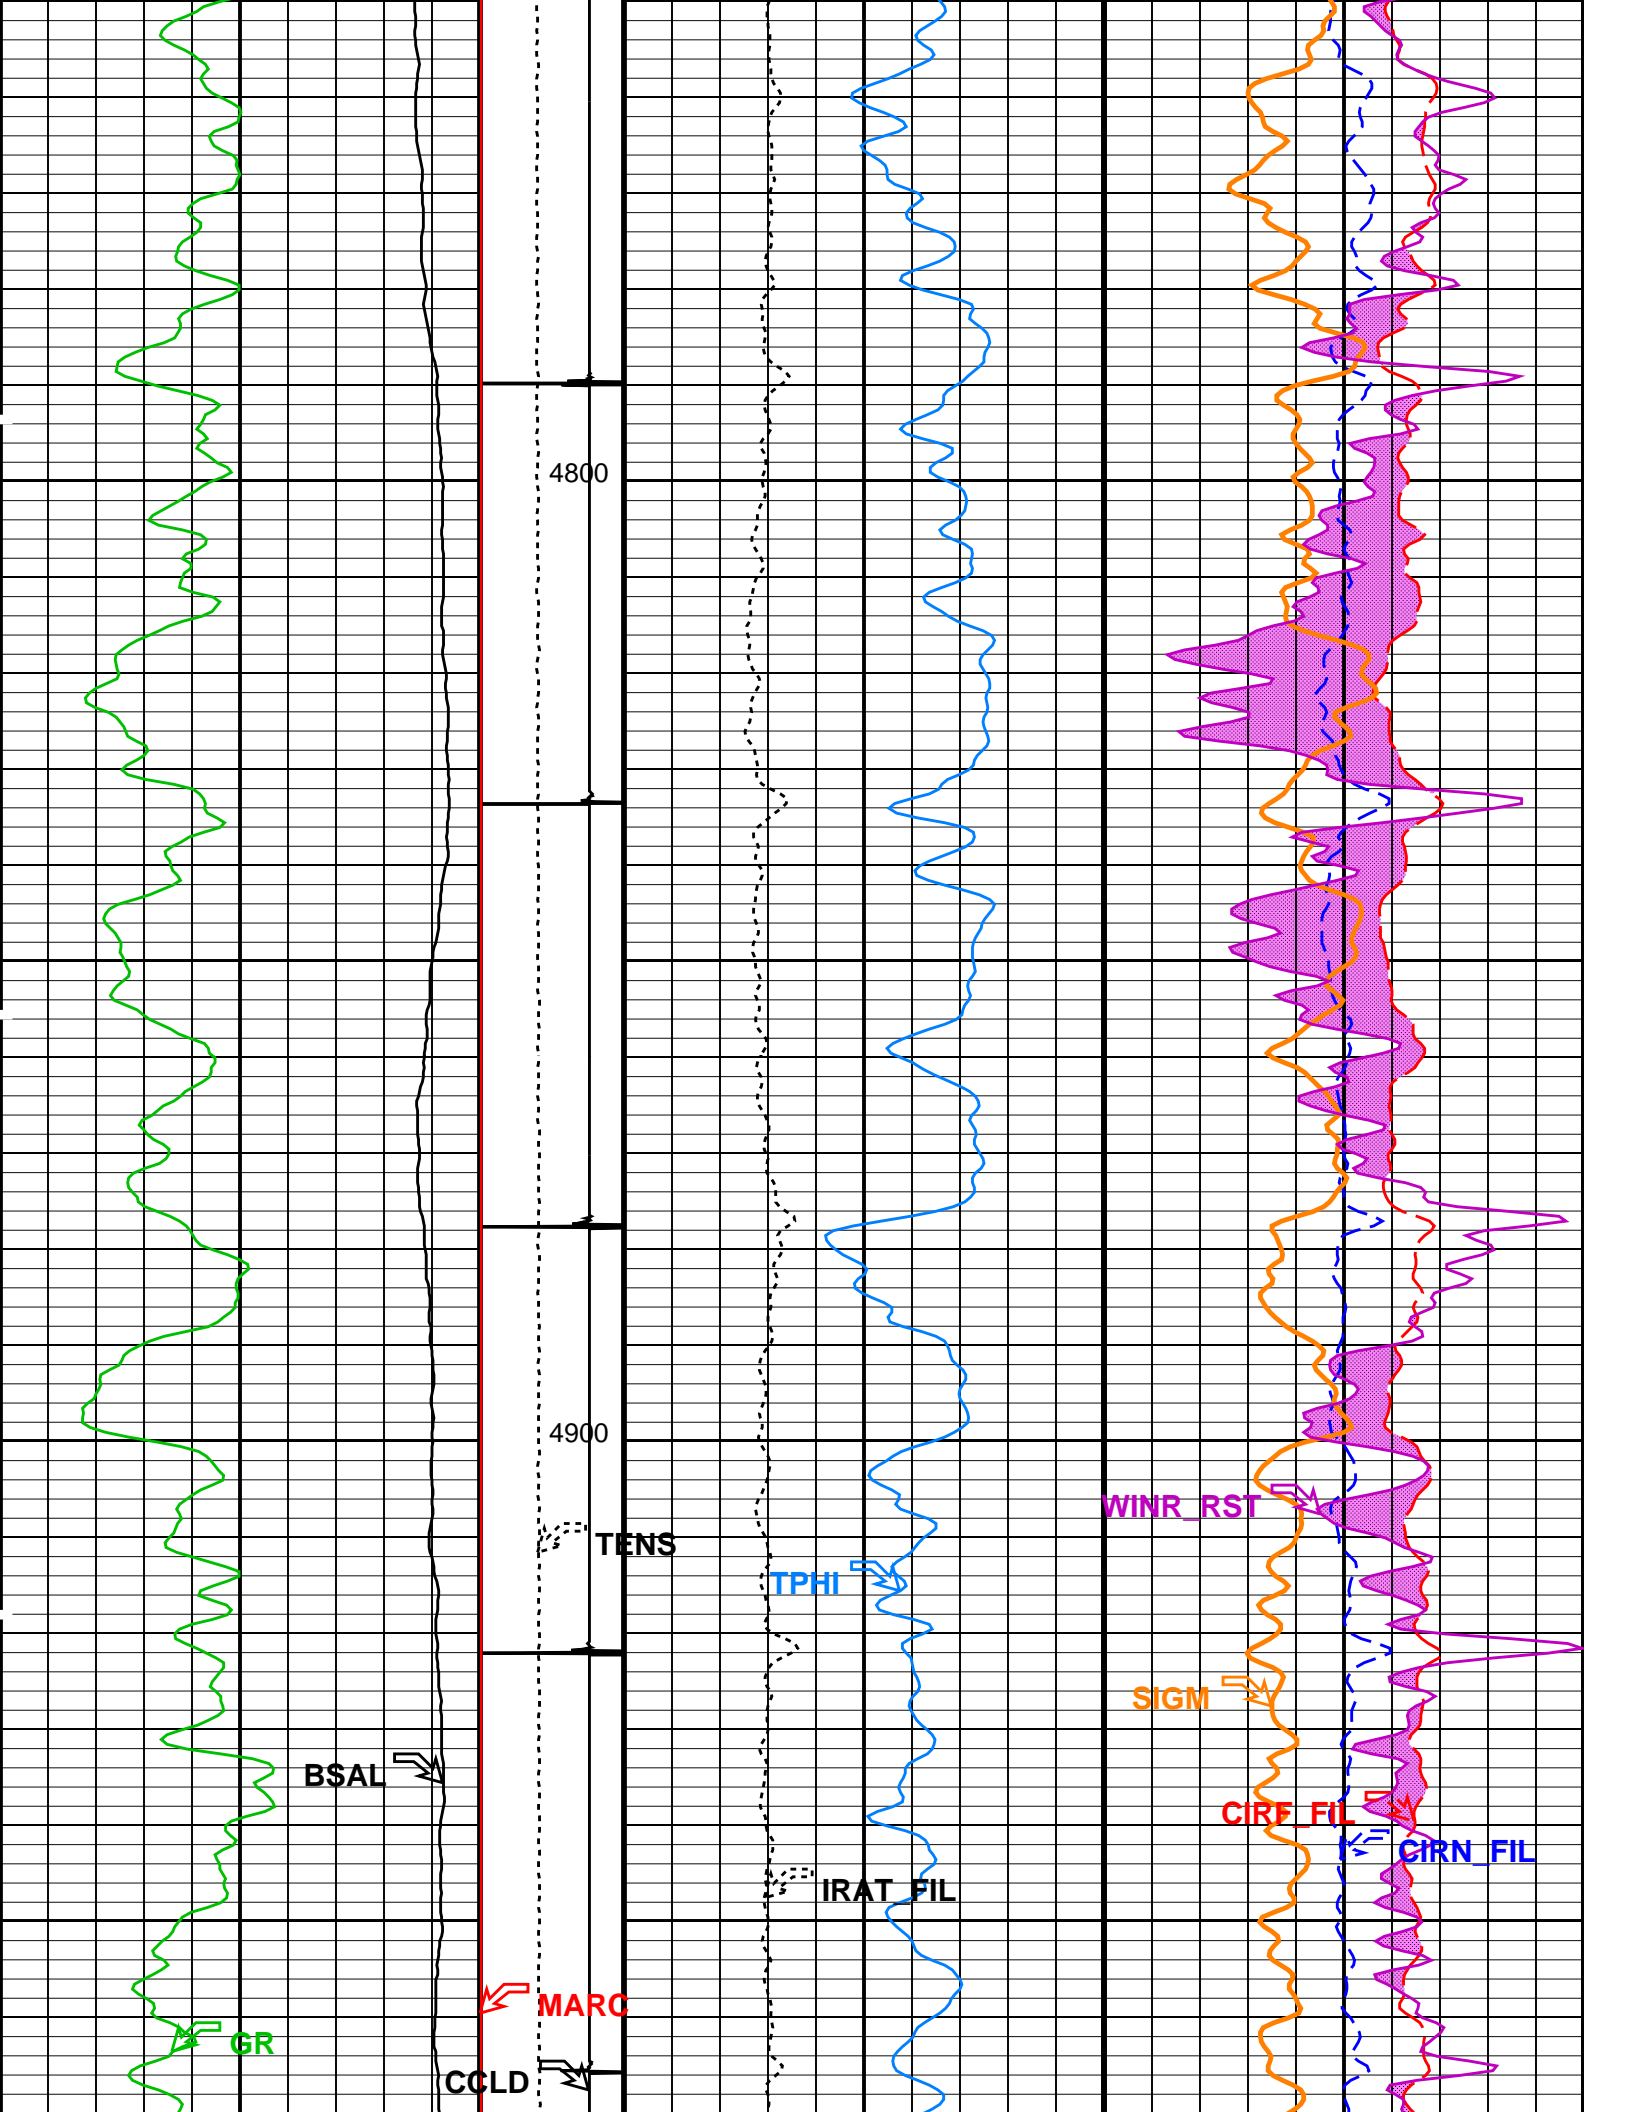 4800
4900
WINR_RST
TENS
TPHI
SIGM
BSAL
CIRF_FIL
CIRN_FIL
IRAT_FIL
MARC
GR
CCLD